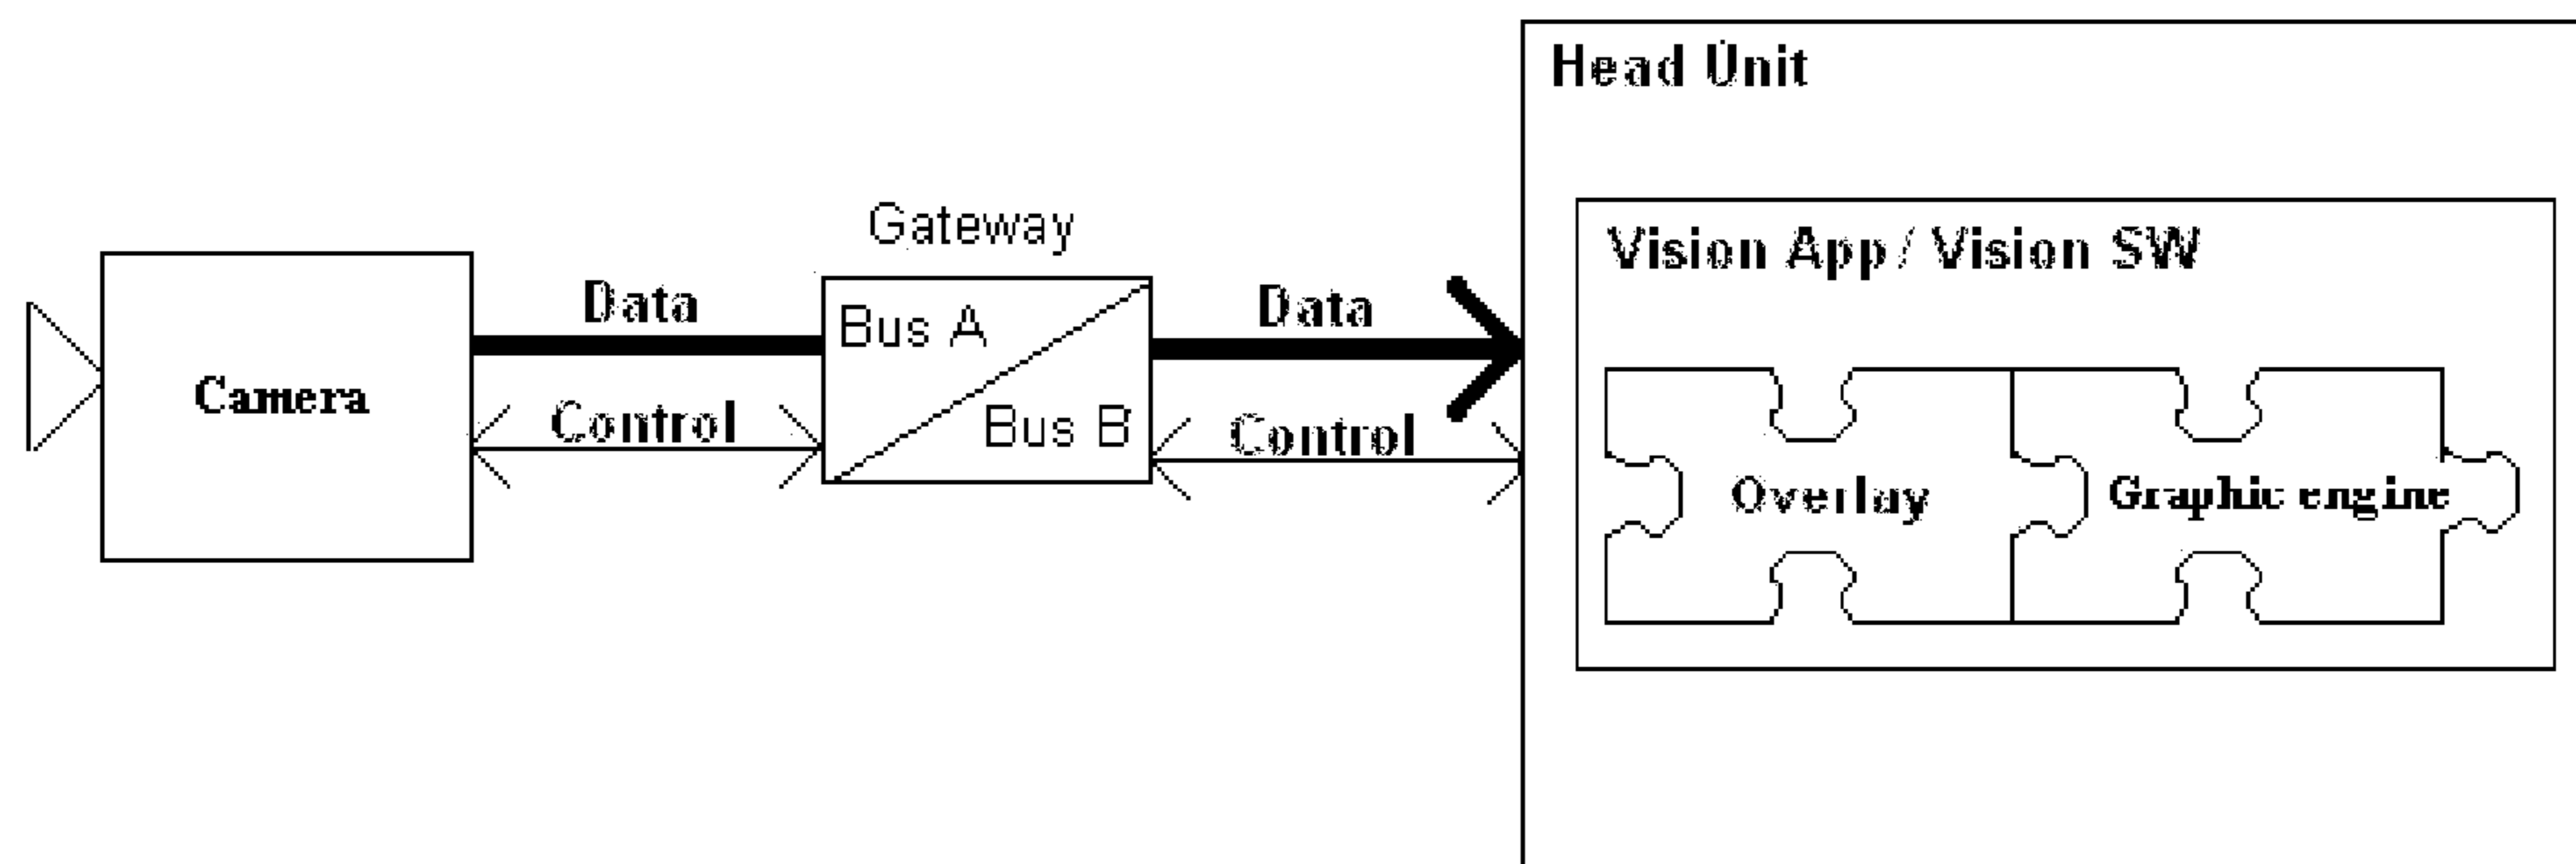 Head Unit
Gateway
Vision App / Vision SW
Data
Data
Bus A
Camera
Control
Bus B
Control
Overlay
Graphic engine